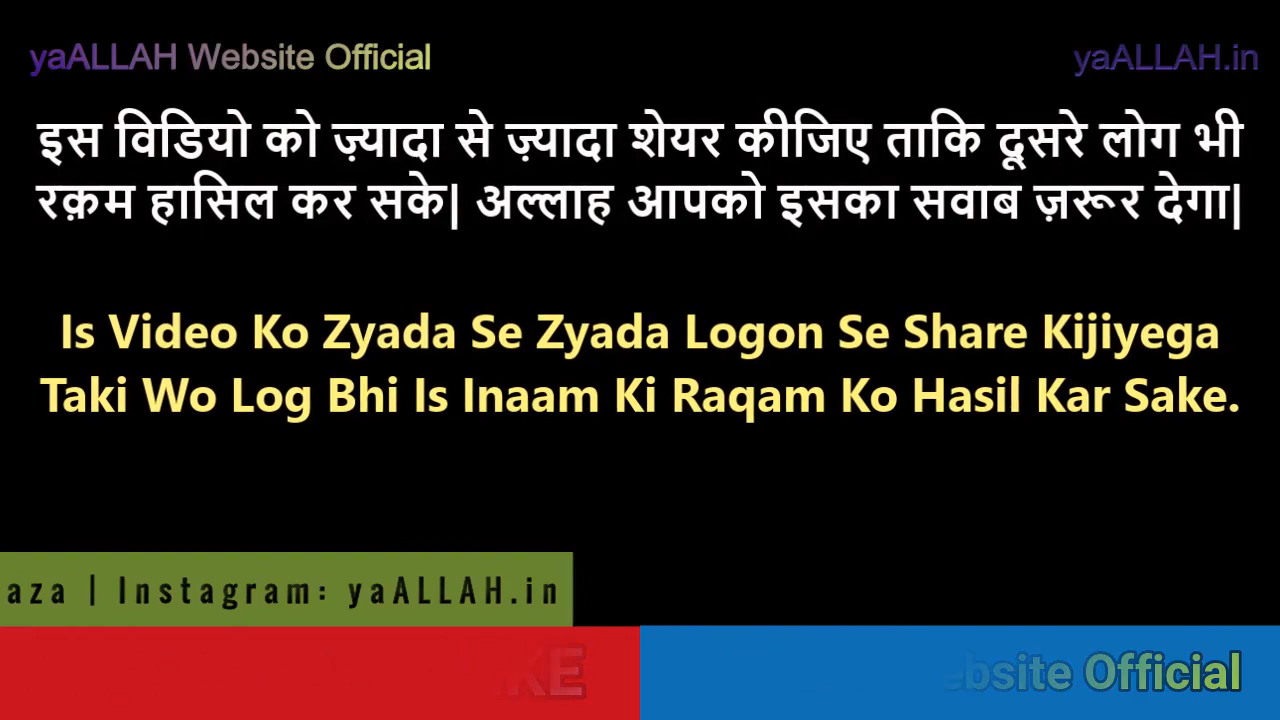 yaALLAH Website Official
yaALLAH.in
इस विडियो को ज़्यादा से ज़्यादा शेयर कीजिए ताकि दूसरे लोग भी
रक़म हासिल कर सके| अल्लाह आपको इसका सवाब ज़रूर देगा|
Is Video Ko Zyada Se Zyada Logon Se Share Kijiyega
Taki Wo Log Bhi Is Inaam Ki Raqam Ko Hasil Kar Sake.
aza | Instagram: yaALLAH.in
Official